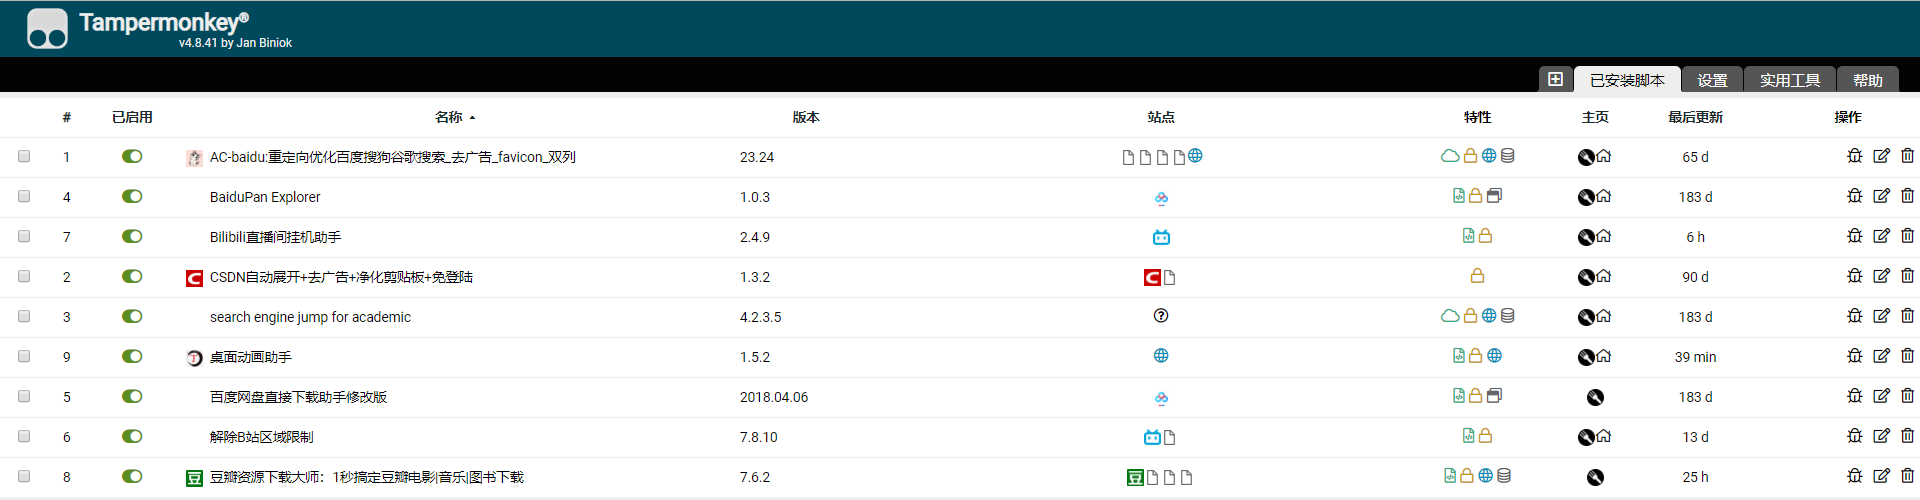 Tampermonkey®
v4.8.41 by Jan Biniok
已安装脚本 设置 实用工具 帮助
# 已启用 名称 版本 站点 特性 主页 最后更新 操作
1 AC-baidu:重定向优化百度搜狗谷歌搜索_去广告_favicon_双列 23.24 65 d
4 BaiduPan Explorer 1.0.3 183 d
7 Bilibili直播间挂机助手 2.4.9 6 h
2 CSDN自动展开+去广告+净化剪贴板+免登陆 1.3.2 90 d
3 search engine jump for academic 4.2.3.5 183 d
9 桌面动画助手 1.5.2 39 min
5 百度网盘直接下载助手修改版 2018.04.06 183 d
6 解除B站区域限制 7.8.10 13 d
8 豆 豆瓣资源下载大师：1秒搞定豆瓣电影|音乐|图书下载 7.6.2 豆 25 h